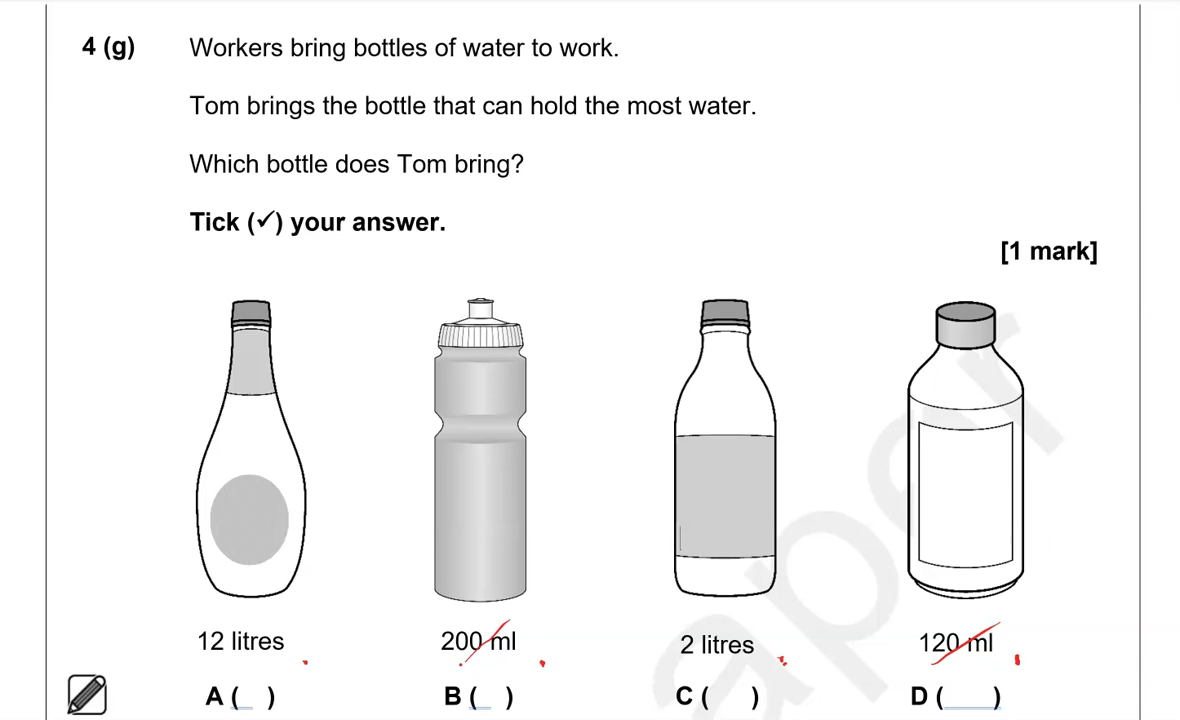 4 (g) Workers bring bottles of water to work.
Tom brings the bottle that can hold the most water.
Which bottle does Tom bring?
Tick (✓) your answer.
[1 mark]
12 litres 200 ml 2 litres 120 ml
A ( ) B ( ) C ( ) D ( )